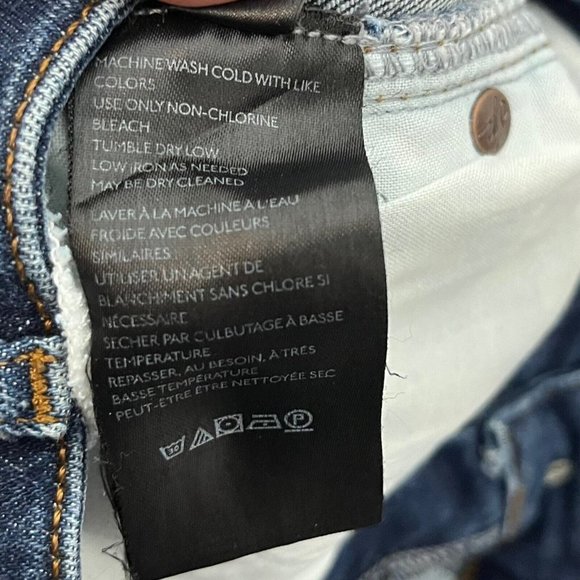 MACHINE WASH COLD WITH LIKE
COLORS
USE ONLY NON-CHLORINE
BLEACH
TUMBLE DRY LOW
LOW IRON AS NEEDED
MAY BE DRY CLEANED
LAVER À LA MACHINE À L'EAU
FROIDE AVEC COULEURS
SIMILAIRES
UTILISER UN AGENT DE
BLANCHIMENT SANS CHLORE SI
NÉCESSAIRE
SÉCHER PAR CULBUTAGE À BASSE
TEMPÉRATURE
REPASSER, AU BESOIN, À TRÈS
BASSE TEMPÉRATURE
PEUT-ÊTRE ÊTRE NETTOYÉE SEC
30 P